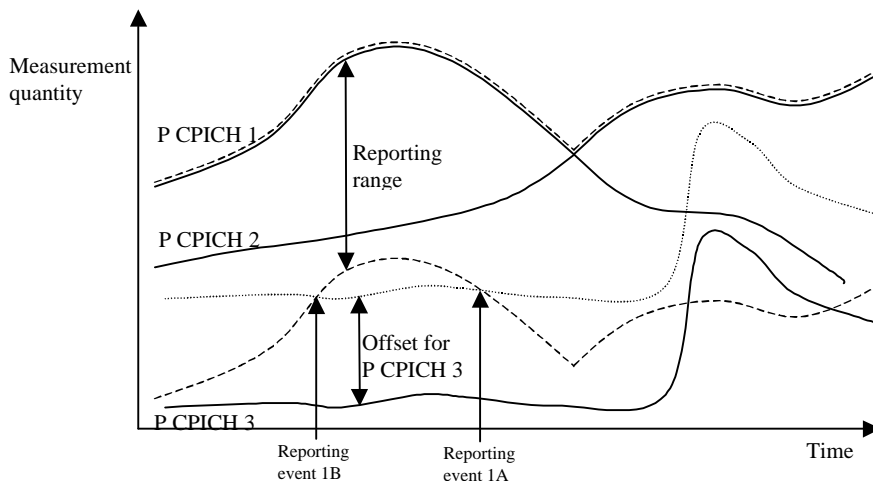 Measurement
quantity
P CPICH 1
Reporting
range
P CPICH 2
Offset for
P CPICH 3
P CPICH 3
Time
Reporting
event 1B
Reporting
event 1A